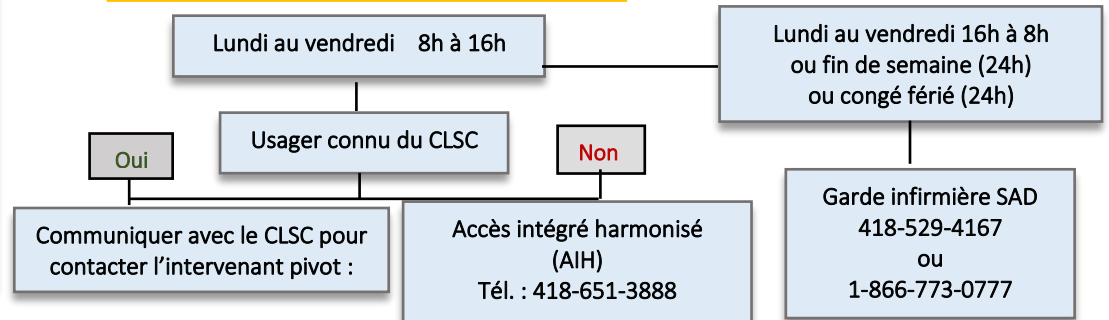 Lundi au vendredi 8h à 16h
Lundi au vendredi 16h à 8h
ou fin de semaine (24h)
ou congé férié (24h)
Usager connu du CLSC
Oui
Non
Communiquer avec le CLSC pour
contacter l’intervenant pivot :
Accès intégré harmonisé
(AIH)
Tél. : 418-651-3888
Garde infirmière SAD
418-529-4167
ou
1-866-773-0777